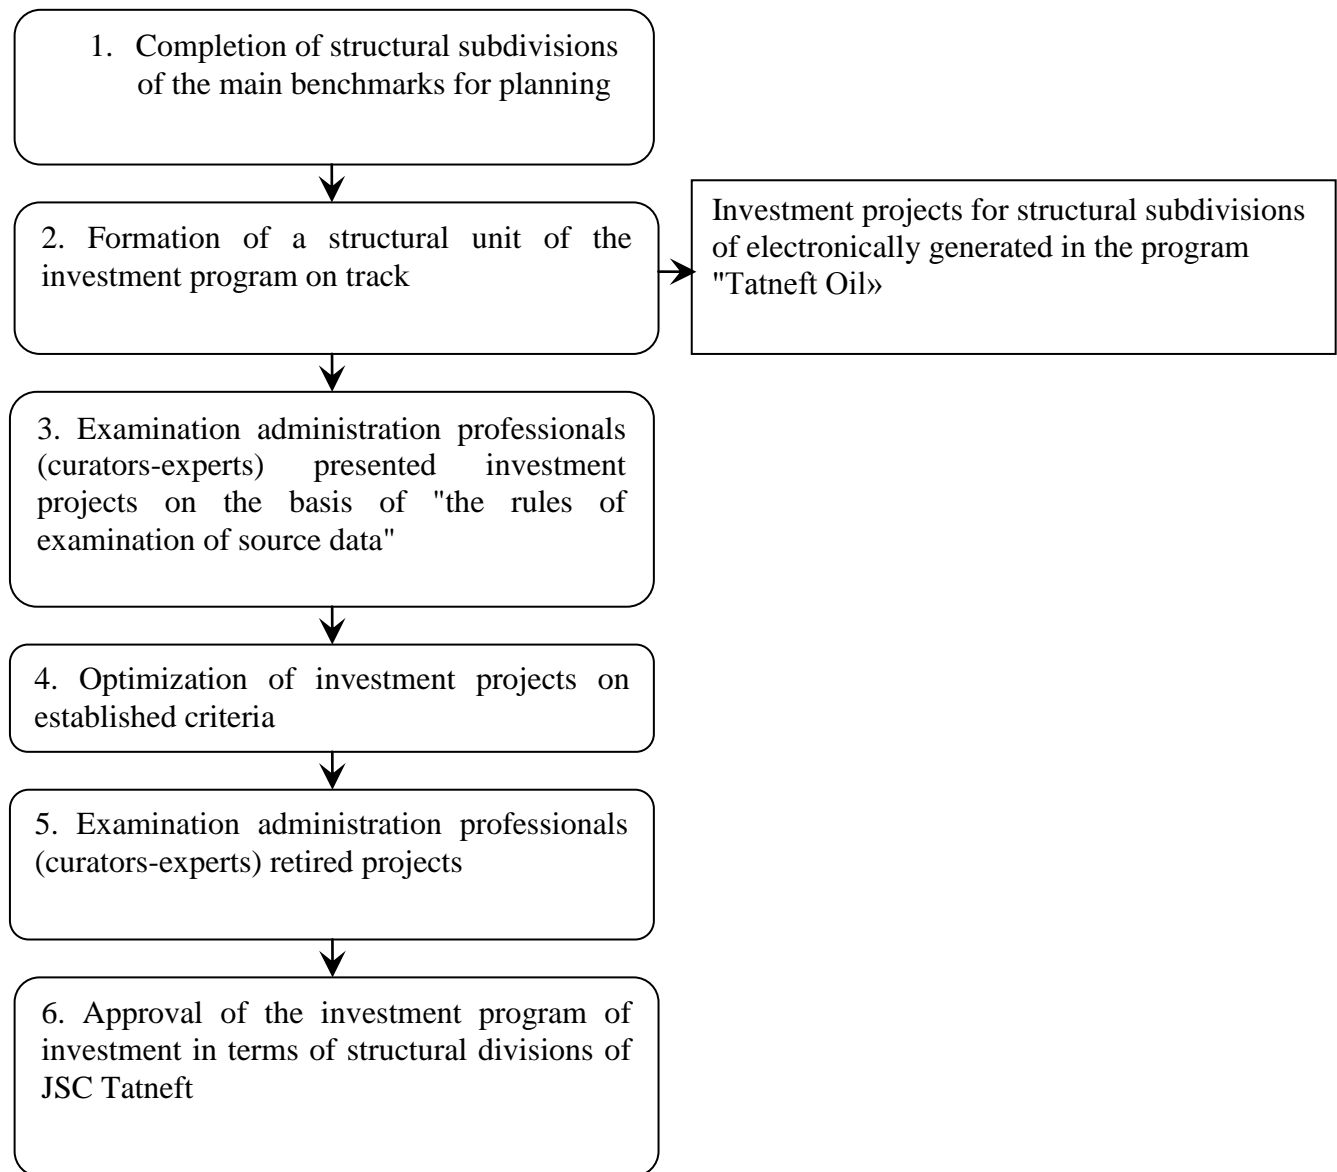 1. Completion of structural subdivisions
of the main benchmarks for planning
2. Formation of a structural unit of the
investment program on track
Investment projects for structural subdivisions
of electronically generated in the program
"Tatneft Oil»
3. Examination administration professionals
(curators-experts) presented investment
projects on the basis of "the rules of
examination of source data"
4. Optimization of investment projects on
established criteria
5. Examination administration professionals
(curators-experts) retired projects
6. Approval of the investment program of
investment in terms of structural divisions of
JSC Tatneft